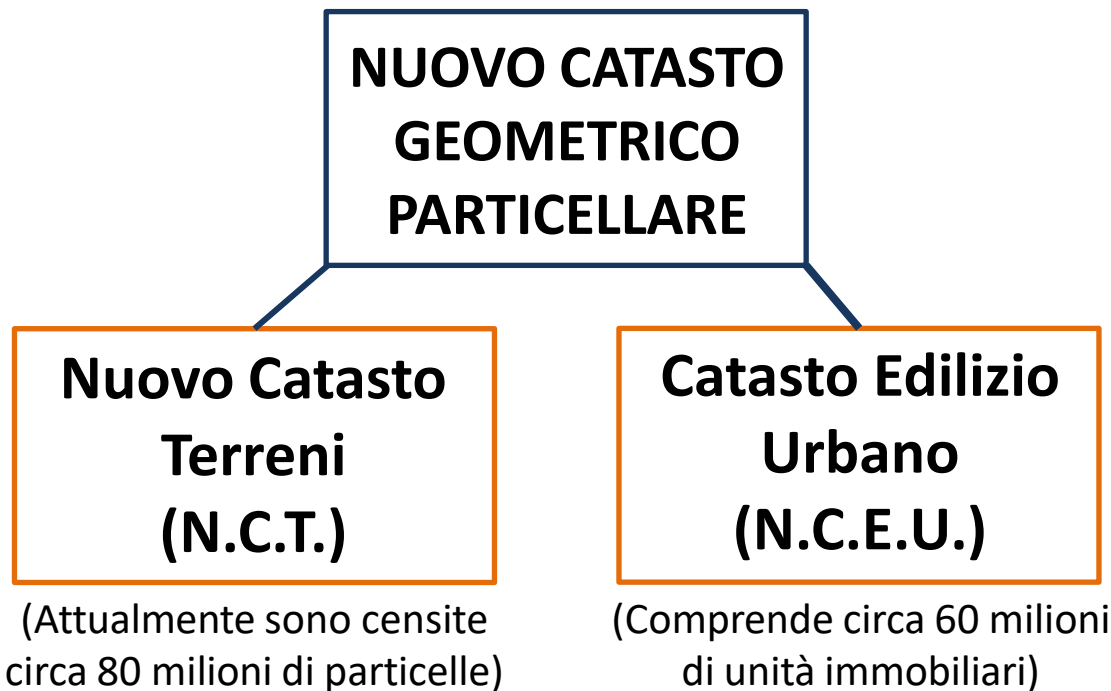 NUOVO CATASTO
GEOMETRICO
PARTICELLARE
Nuovo Catasto
Terreni
(N.C.T.)
(Attualmente sono censite
circa 80 milioni di particelle)
Catasto Edilizio
Urbano
(N.C.E.U.)
(Comprende circa 60 milioni
di unità immobiliari)